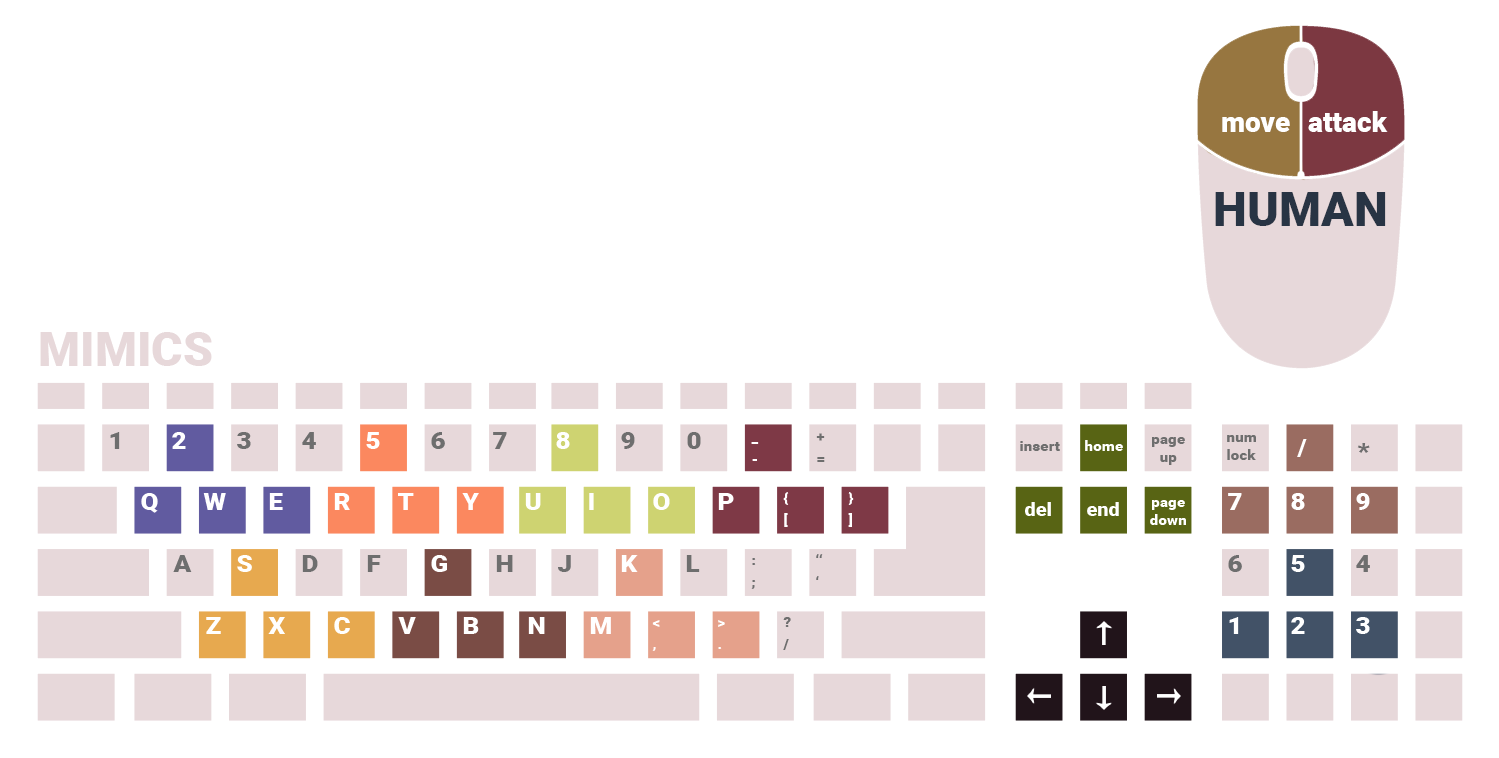 move attack
HUMAN
MIMICS
1 2 3 4 5 6 7 8 9 0 – - + = insert home page up num lock / *
Q W E R T Y U I O P { [ } ] del end page down 7 8 9
A S D F G H J K L : ; “ ‘ 6 5 4
Z X C V B N M < , > . ? / ↑ 1 2 3
← ↓ →